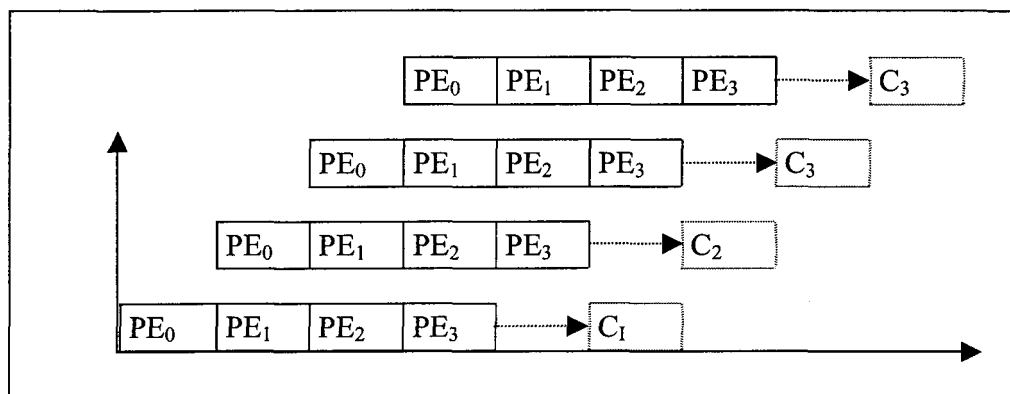 PE₀ PE₁ PE₂ PE₃ C₃
PE₀ PE₁ PE₂ PE₃ C₃
PE₀ PE₁ PE₂ PE₃ C₂
PE₀ PE₁ PE₂ PE₃ C₁